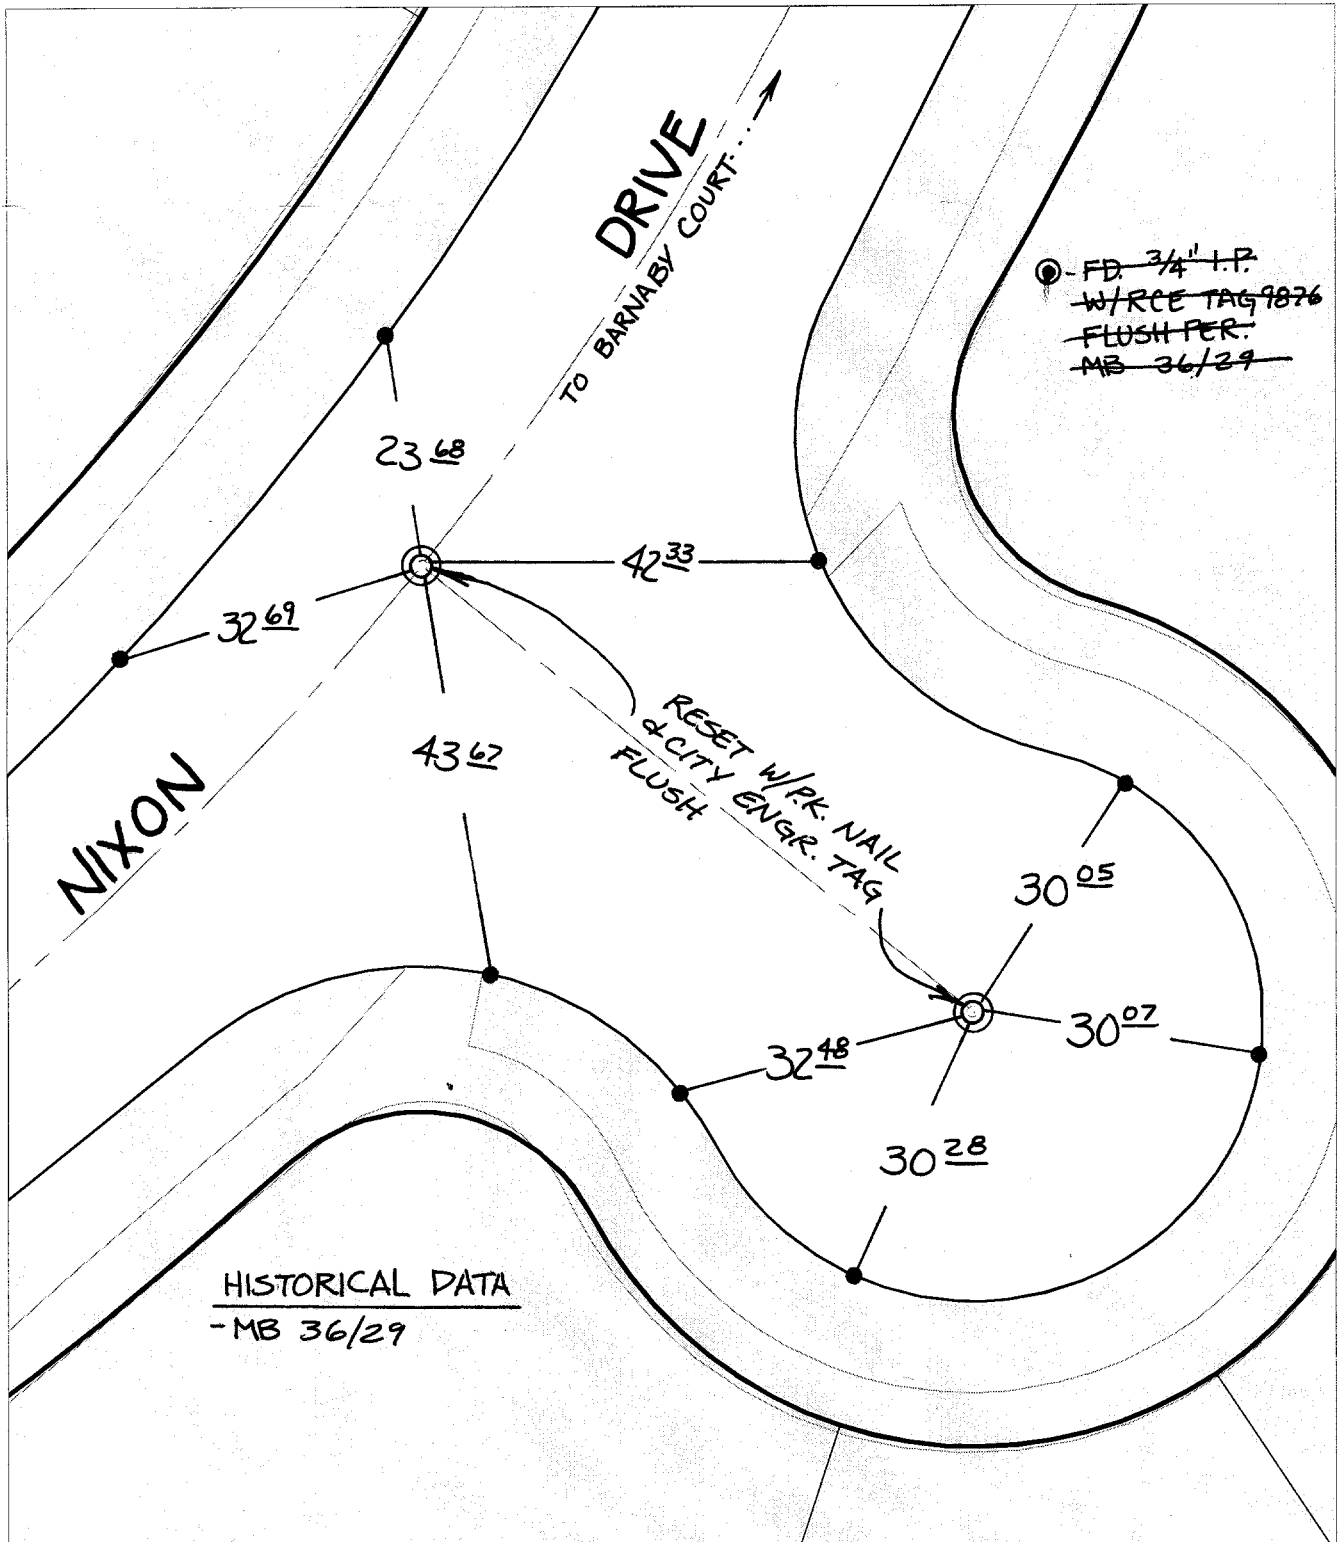 DRIVE
TO BARNABY COURT....
- FD. 3/4" I.P.
W/RCE TAG 9876
FLUSH PER.
MB 36/29
23 68
42 33
32 69
RESET W/P.K. NAIL
& CITY ENGR. TAG
FLUSH
43 67
NIXON
30 05
30 07
32 48
30 28
HISTORICAL DATA
- MB 36/29